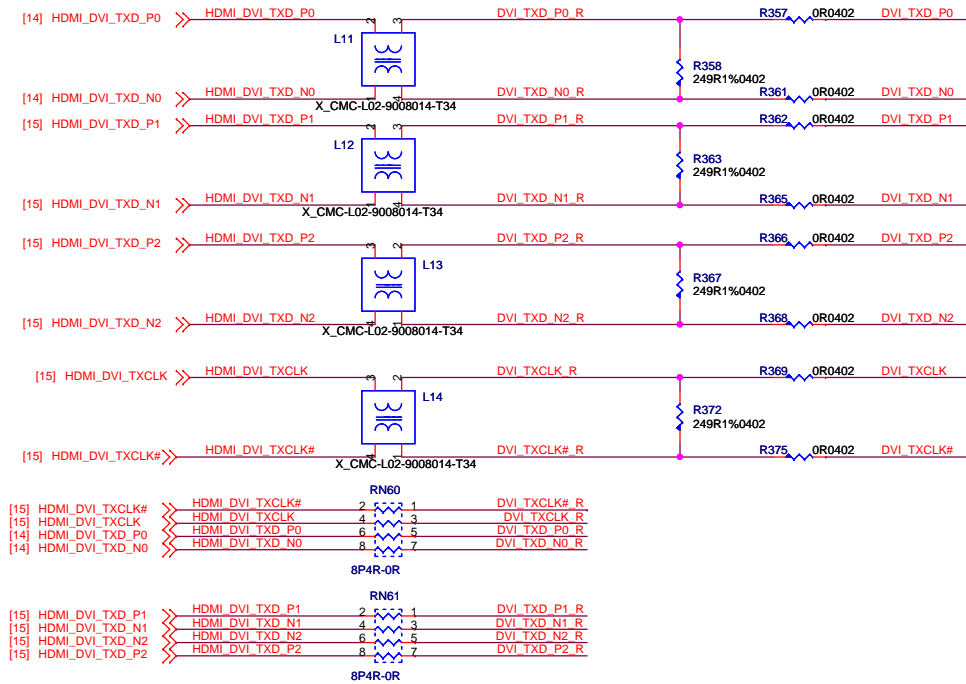 [14] HDMI_DVI_TXD_P0 HDMI_DVI_TXD_P0 2 3 DVI_TXD_P0_R R357 0R0402 DVI_TXD_P0
L11
R358
249R1%0402
[14] HDMI_DVI_TXD_N0 HDMI_DVI_TXD_N0 1 4 DVI_TXD_N0_R R361 0R0402 DVI_TXD_N0
X_CMC-L02-9008014-T34
[15] HDMI_DVI_TXD_P1 HDMI_DVI_TXD_P1 2 3 DVI_TXD_P1_R R362 0R0402 DVI_TXD_P1
L12
R363
249R1%0402
[15] HDMI_DVI_TXD_N1 HDMI_DVI_TXD_N1 1 4 DVI_TXD_N1_R R365 0R0402 DVI_TXD_N1
X_CMC-L02-9008014-T34
[15] HDMI_DVI_TXD_P2 HDMI_DVI_TXD_P2 3 2 DVI_TXD_P2_R R366 0R0402 DVI_TXD_P2
L13
R367
249R1%0402
[15] HDMI_DVI_TXD_N2 HDMI_DVI_TXD_N2 4 1 DVI_TXD_N2_R R368 0R0402 DVI_TXD_N2
X_CMC-L02-9008014-T34
[15] HDMI_DVI_TXCLK HDMI_DVI_TXCLK 3 2 DVI_TXCLK_R R369 0R0402 DVI_TXCLK
L14
R372
249R1%0402
[15] HDMI_DVI_TXCLK# HDMI_DVI_TXCLK# 4 1 DVI_TXCLK#_R R375 0R0402 DVI_TXCLK#
X_CMC-L02-9008014-T34
RN60
[15] HDMI_DVI_TXCLK# HDMI_DVI_TXCLK# 2 1 DVI_TXCLK#_R
[15] HDMI_DVI_TXCLK HDMI_DVI_TXCLK 4 3 DVI_TXCLK_R
[14] HDMI_DVI_TXD_P0 HDMI_DVI_TXD_P0 6 5 DVI_TXD_P0_R
[14] HDMI_DVI_TXD_N0 HDMI_DVI_TXD_N0 8 7 DVI_TXD_N0_R
8P4R-0R
RN61
[15] HDMI_DVI_TXD_P1 HDMI_DVI_TXD_P1 2 1 DVI_TXD_P1_R
[15] HDMI_DVI_TXD_N1 HDMI_DVI_TXD_N1 4 3 DVI_TXD_N1_R
[15] HDMI_DVI_TXD_N2 HDMI_DVI_TXD_N2 6 5 DVI_TXD_N2_R
[15] HDMI_DVI_TXD_P2 HDMI_DVI_TXD_P2 8 7 DVI_TXD_P2_R
8P4R-0R